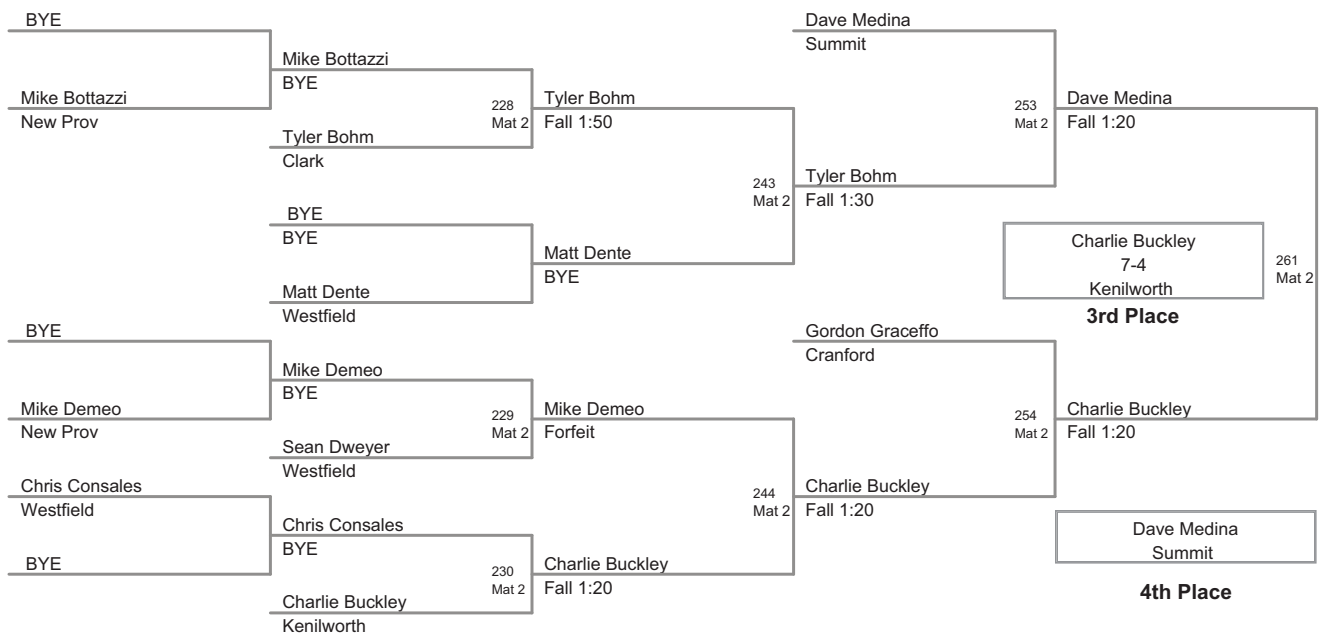 BYE
Dave Medina
Summit
Mike Bottazzi
BYE
Mike Bottazzi
New Prov
228
Mat 2
Tyler Bohm
Fall 1:50
253
Mat 2
Dave Medina
Fall 1:20
Tyler Bohm
Clark
243
Mat 2
Tyler Bohm
Fall 1:30
BYE
BYE
Matt Dente
BYE
Charlie Buckley
7-4
Kenilworth
261
Mat 2
Matt Dente
Westfield
3rd Place
BYE
Gordon Graceffo
Cranford
Mike Demeo
BYE
Mike Demeo
New Prov
229
Mat 2
Mike Demeo
Forfeit
254
Mat 2
Charlie Buckley
Fall 1:20
Sean Dweyer
Westfield
Chris Consales
Westfield
244
Mat 2
Charlie Buckley
Fall 1:20
Chris Consales
BYE
Dave Medina
Summit
BYE
230
Mat 2
Charlie Buckley
Fall 1:20
4th Place
Charlie Buckley
Kenilworth